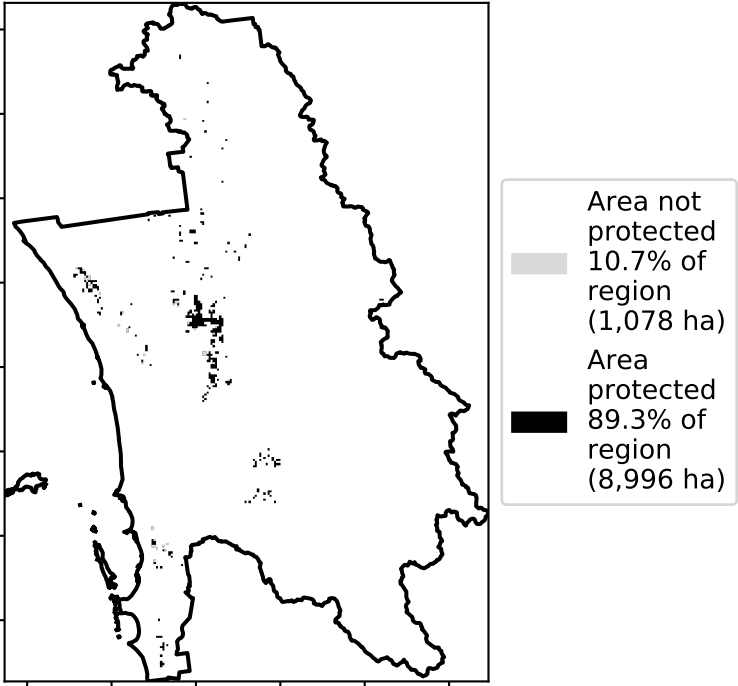 Area not
protected
10.7% of
region
(1,078 ha)
Area
protected
89.3% of
region
(8,996 ha)